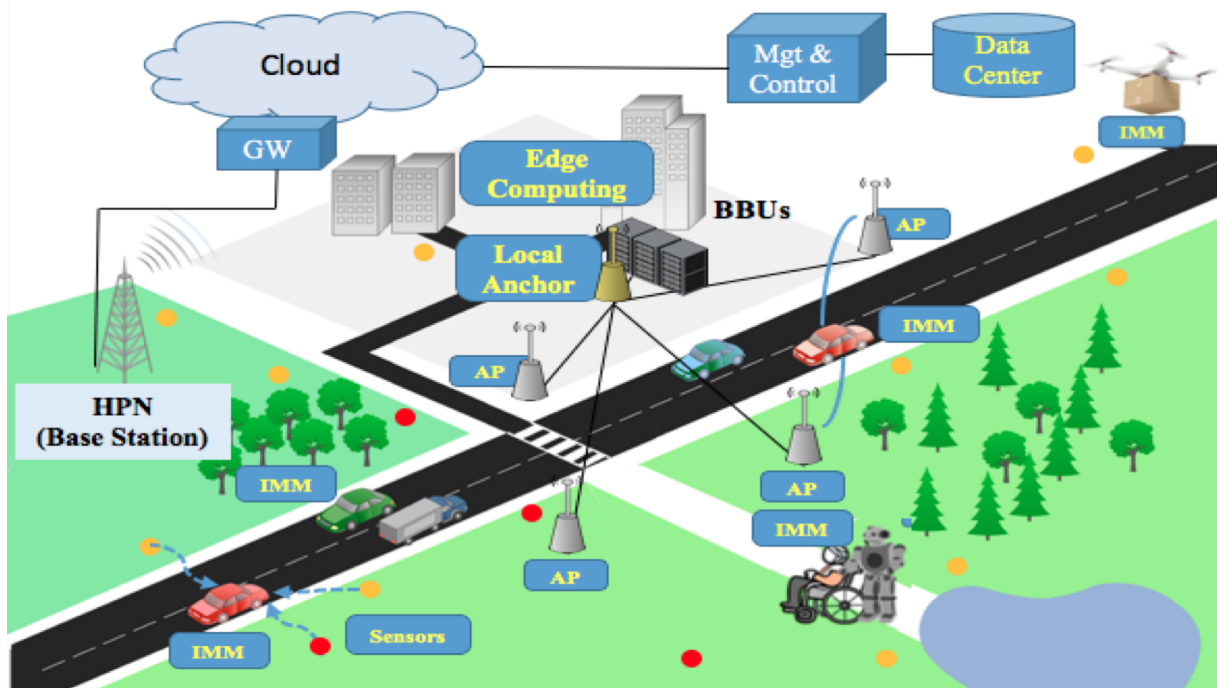 Cloud
Mgt &
Control
Data
Center
GW
IMM
Edge
Computing
BBUs
AP
Local
Anchor
IMM
AP
HPN
(Base Station)
IMM
AP
IMM
AP
Sensors
IMM